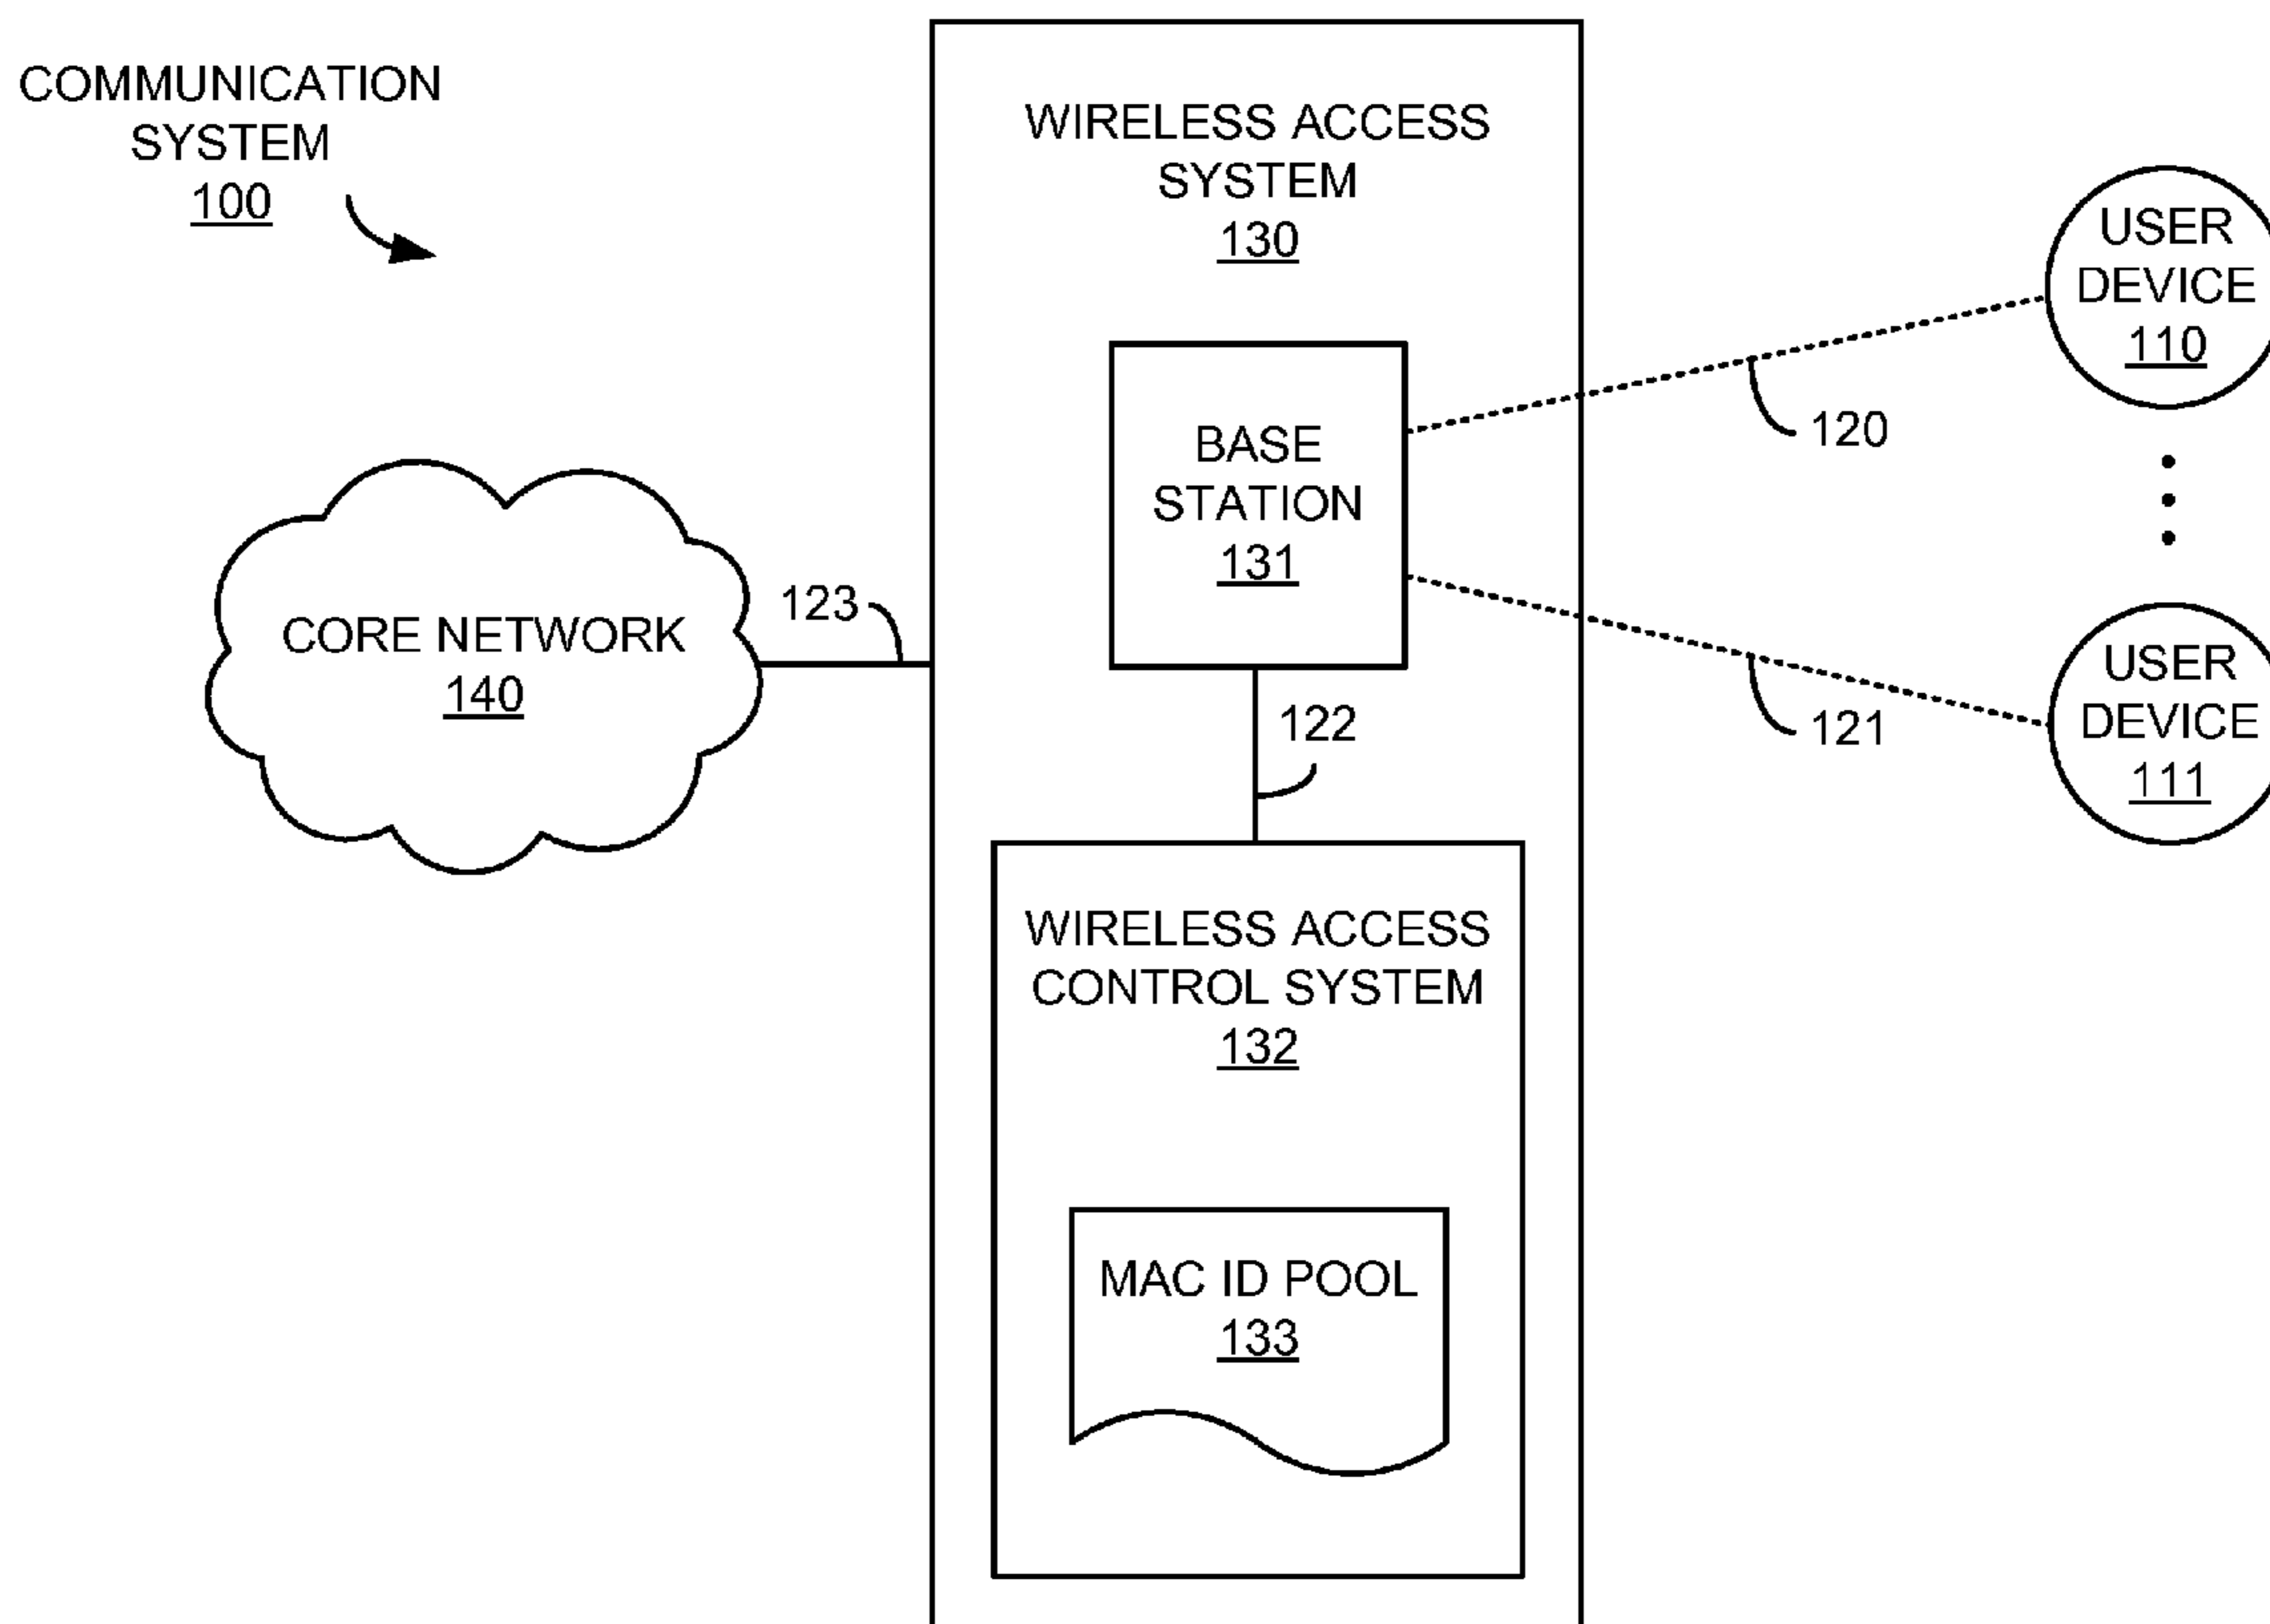 COMMUNICATION
SYSTEM
100
WIRELESS ACCESS
SYSTEM
130
USER
DEVICE
110
120
BASE
STATION
131
123
CORE NETWORK
140
122
121
USER
DEVICE
111
WIRELESS ACCESS
CONTROL SYSTEM
132
MAC ID POOL
133